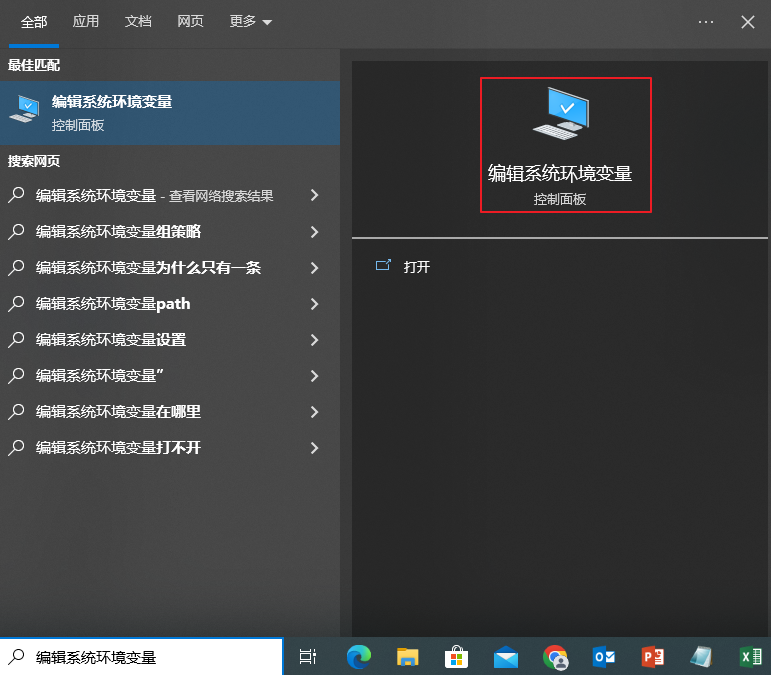 全部 应用 文档 网页 更多
最佳匹配
编辑系统环境变量
控制面板
搜索网页
编辑系统环境变量 - 查看网络搜索结果
编辑系统环境变量组策略
编辑系统环境变量为什么只有一条
编辑系统环境变量path
编辑系统环境变量设置
编辑系统环境变量”
编辑系统环境变量在哪里
编辑系统环境变量打不开
编辑系统环境变量
控制面板
打开
编辑系统环境变量